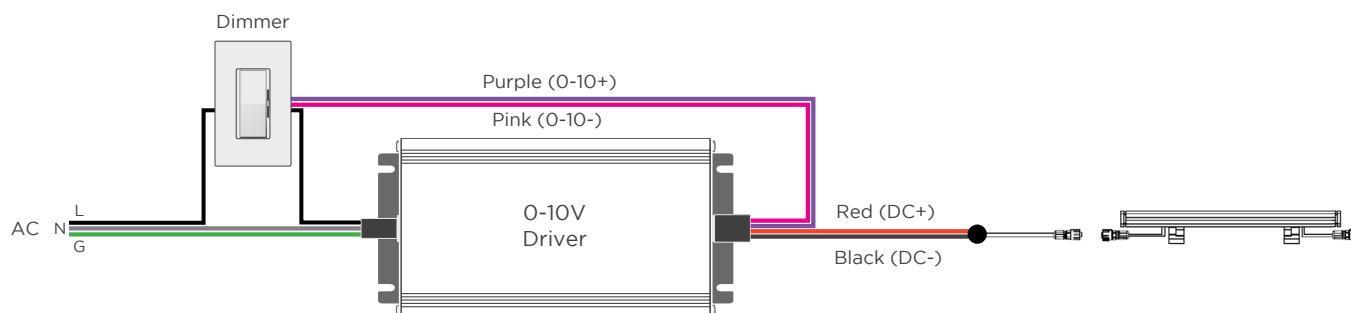 Dimmer
Purple (0-10+)
Pink (0-10-)
0-10V
Driver
L
AC N
G
Red (DC+)
Black (DC-)